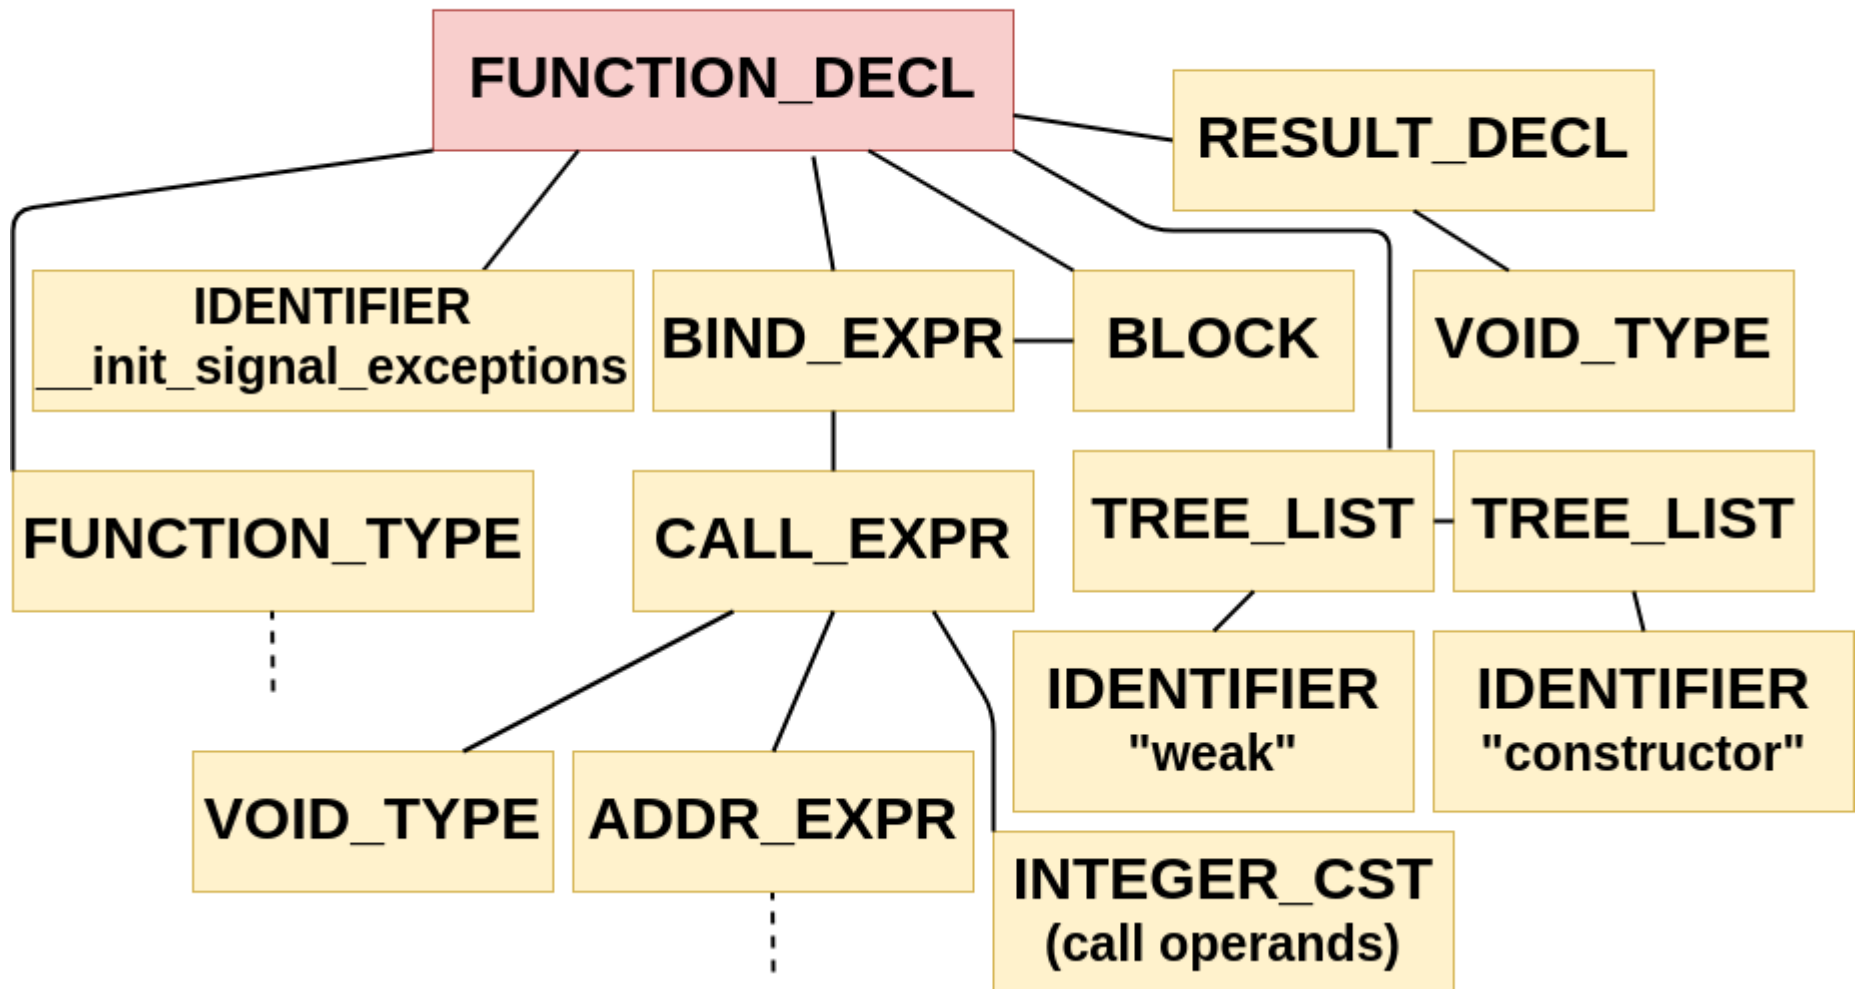 FUNCTION_DECL
RESULT_DECL
IDENTIFIER
__init_signal_exceptions
BIND_EXPR
BLOCK
VOID_TYPE
FUNCTION_TYPE
CALL_EXPR
TREE_LIST
TREE_LIST
IDENTIFIER
"weak"
IDENTIFIER
"constructor"
VOID_TYPE
ADDR_EXPR
INTEGER_CST
(call operands)